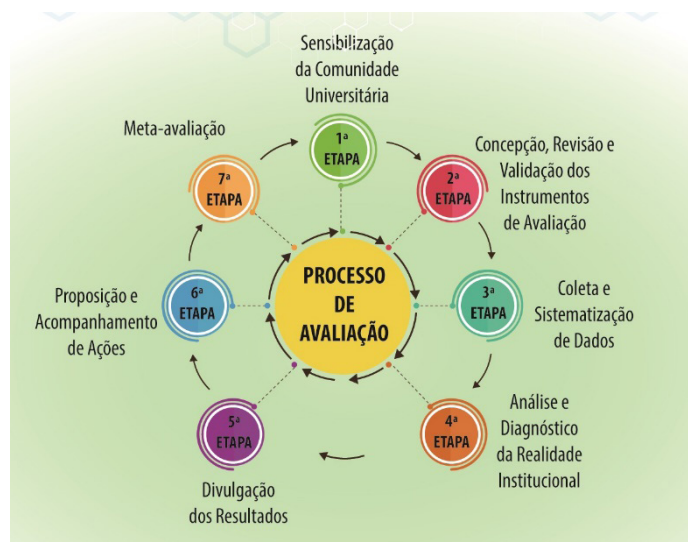 Sensibilização
da Comunidade
Universitária
1ª
ETAPA
Concepção, Revisão e
Validação dos
Instrumentos
de Avaliação
2ª
ETAPA
Coleta e
Sistematização
de Dados
3ª
ETAPA
Análise e
Diagnóstico
da Realidade
Institucional
4ª
ETAPA
Divulgação
dos Resultados
5ª
ETAPA
Proposição e
Acompanhamento
de Ações
6ª
ETAPA
Meta-avaliação
7ª
ETAPA
PROCESSO
DE
AVALIAÇÃO